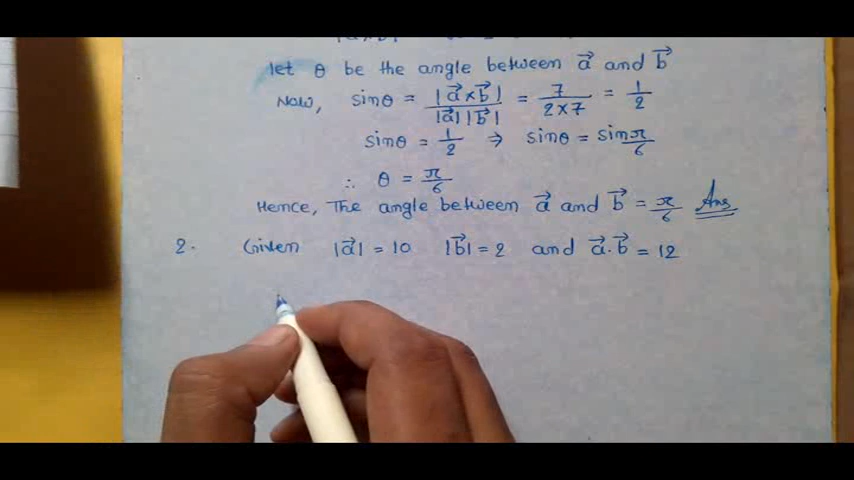 let θ be the angle between a⃗ and b⃗
Now, sinθ = |a⃗×b⃗| / |a⃗||b⃗| = 7 / 2×7 = 1/2
sinθ = 1/2 ⇒ sinθ = sin π/6
∴ θ = π/6
Hence, The angle between a⃗ and b⃗ = π/6 Ans
2. Given |a⃗| = 10 |b⃗| = 2 and a⃗.b⃗ = 12